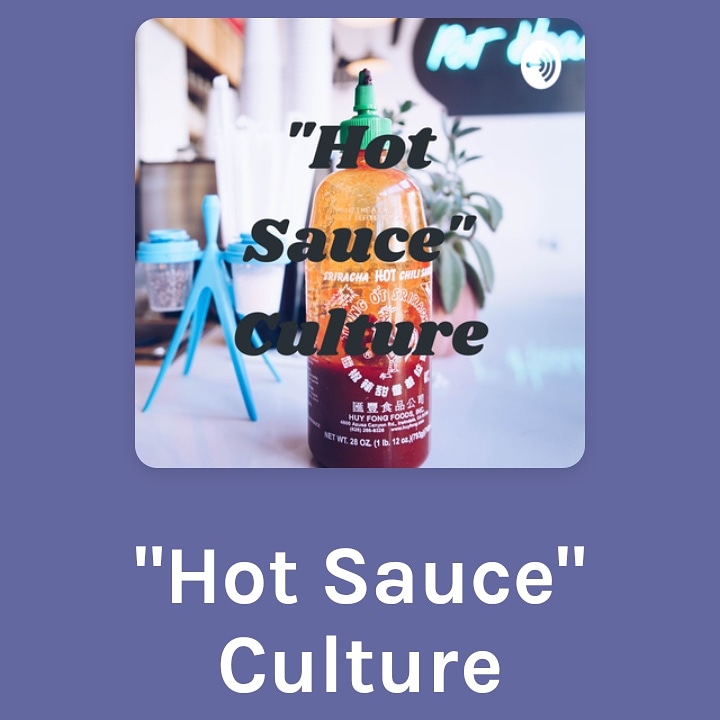 "Hot
Sauce"
Culture
SRIRACHA HOT CHILI
匯豐食品公司
HUY FONG FOODS, INC.
NET WT. 28 OZ. (1 lb. 12 oz.)
"Hot Sauce"
Culture